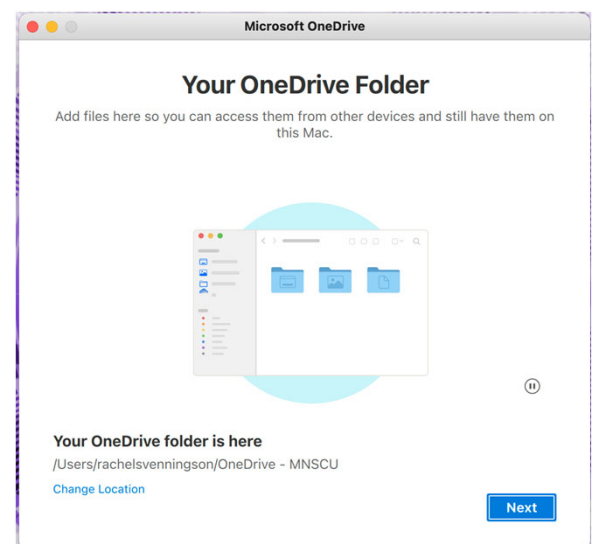 Microsoft OneDrive
Your OneDrive Folder
Add files here so you can access them from other devices and still have them on
this Mac.
Your OneDrive folder is here
/Users/rachelsvenningson/OneDrive - MNSCU
Change Location
Next